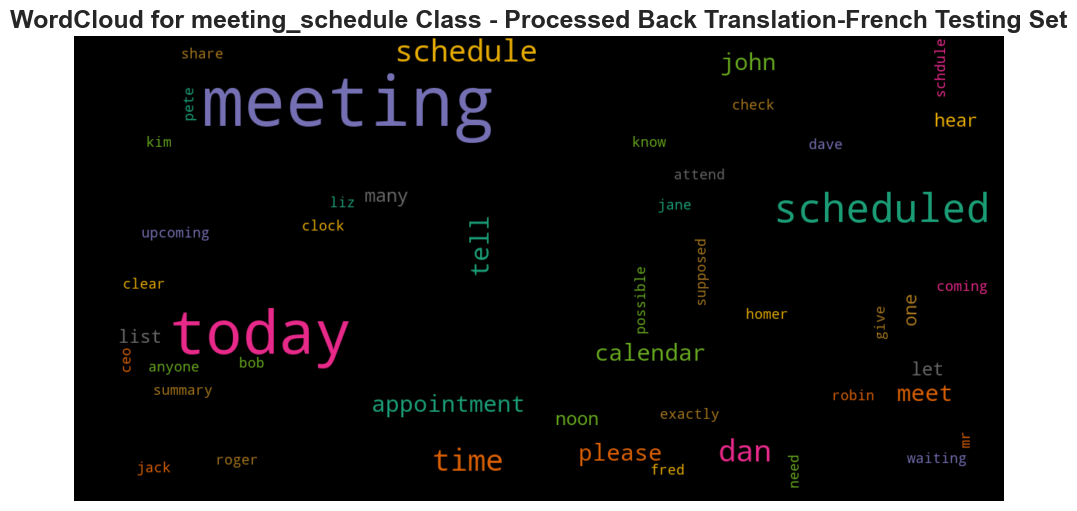 WordCloud for meeting_schedule Class - Processed Back Translation-French Testing Set
share
schedule
john
schdule
meeting
pete
check
hear
kim
know
dave
attend
many
liz
jane
scheduled
upcoming
clock
tell
supposed
possible
clear
coming
homer
give
one
today
list
ceo
anyone
bob
calendar
let
summary
robin
meet
appointment
noon
exactly
time
please
dan
mr
jack
roger
fred
need
waiting